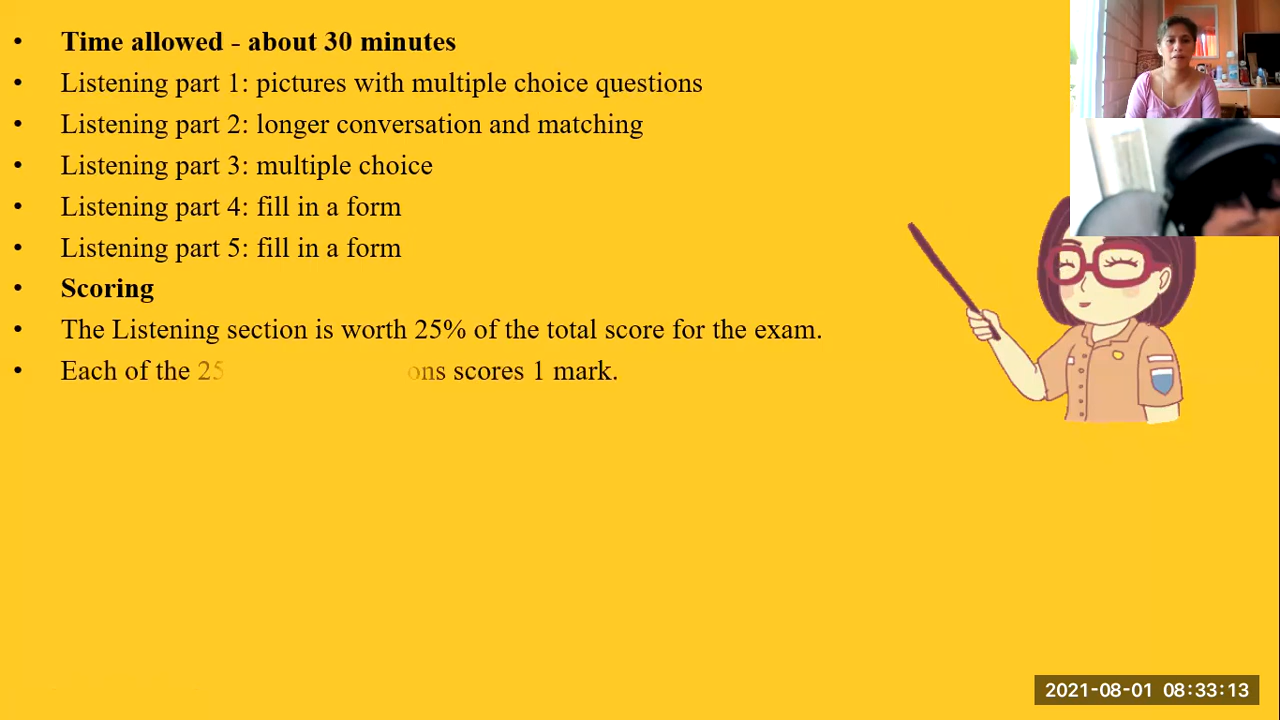 • Time allowed - about 30 minutes
• Listening part 1: pictures with multiple choice questions
• Listening part 2: longer conversation and matching
• Listening part 3: multiple choice
• Listening part 4: fill in a form
• Listening part 5: fill in a form
• Scoring
• The Listening section is worth 25% of the total score for the exam.
• Each of the 25 ons scores 1 mark.
2021-08-01 08:33:13